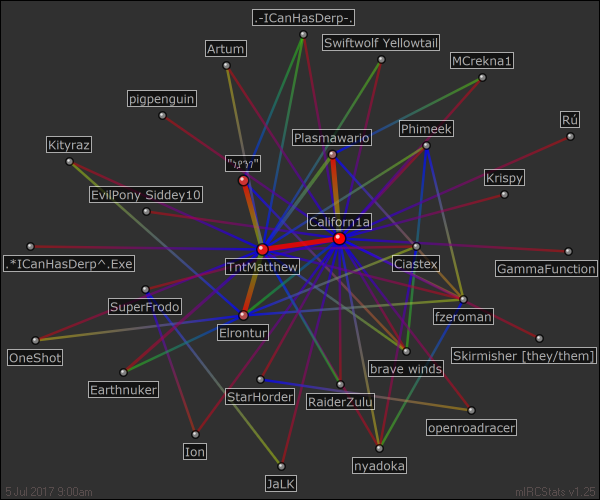 .-ICanHasDerp-.
Artum
Swiftwolf Yellowtail
MCrekna1
pigpenguin
Plasmawario
Phimeek
Rú
Kityraz
Krispy
EvilPony Siddey10
Californ1a
.*ICanHasDerp^.Exe
TntMatthew
Ciastex
GammaFunction
SuperFrodo
Elrontur
fzeroman
OneShot
Skirmisher [they/them]
brave winds
Earthnuker
StarHorder
RaiderZulu
openroadracer
Ion
JaLK
nyadoka
5 Jul 2017 9:00am
mIRCStats v1.25